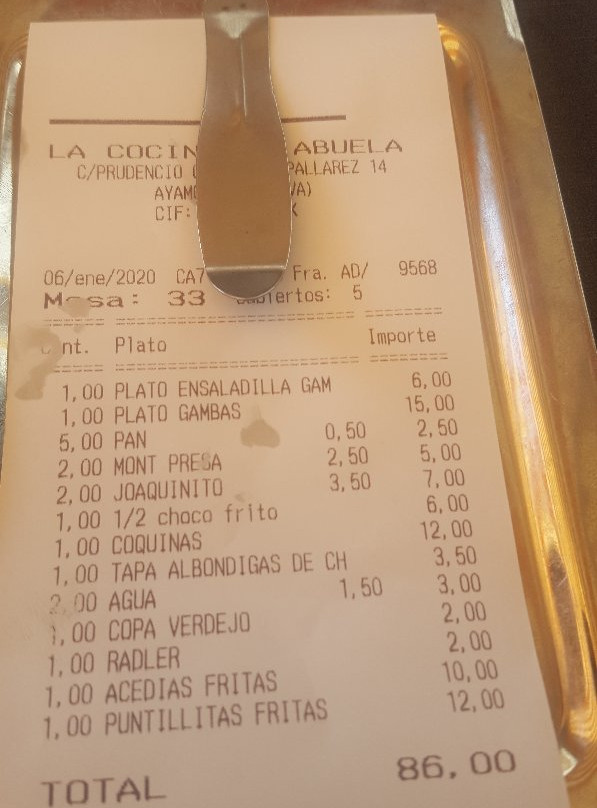 LA COCIN ABUELA
C/PRUDENCIO PALLAREZ 14
AYAM VA)
CIF: X
06/ene/2020 CA7 Fra. AD/ 9568
Mesa: 33 Cubiertos: 5
Cant. Plato Importe
1,00 PLATO ENSALADILLA GAM 6,00
1,00 PLATO GAMBAS 15,00
5,00 PAN 0,50 2,50
2,00 MONT PRESA 2,50 5,00
2,00 JOAQUINITO 3,50 7,00
1,00 1/2 choco frito 6,00
1,00 COQUINAS 12,00
1,00 TAPA ALBONDIGAS DE CH 3,50
2,00 AGUA 1,50 3,00
1,00 COPA VERDEJO 2,00
1,00 RADLER 2,00
1,00 ACEDIAS FRITAS 10,00
1,00 PUNTILLITAS FRITAS 12,00
TOTAL 86,00